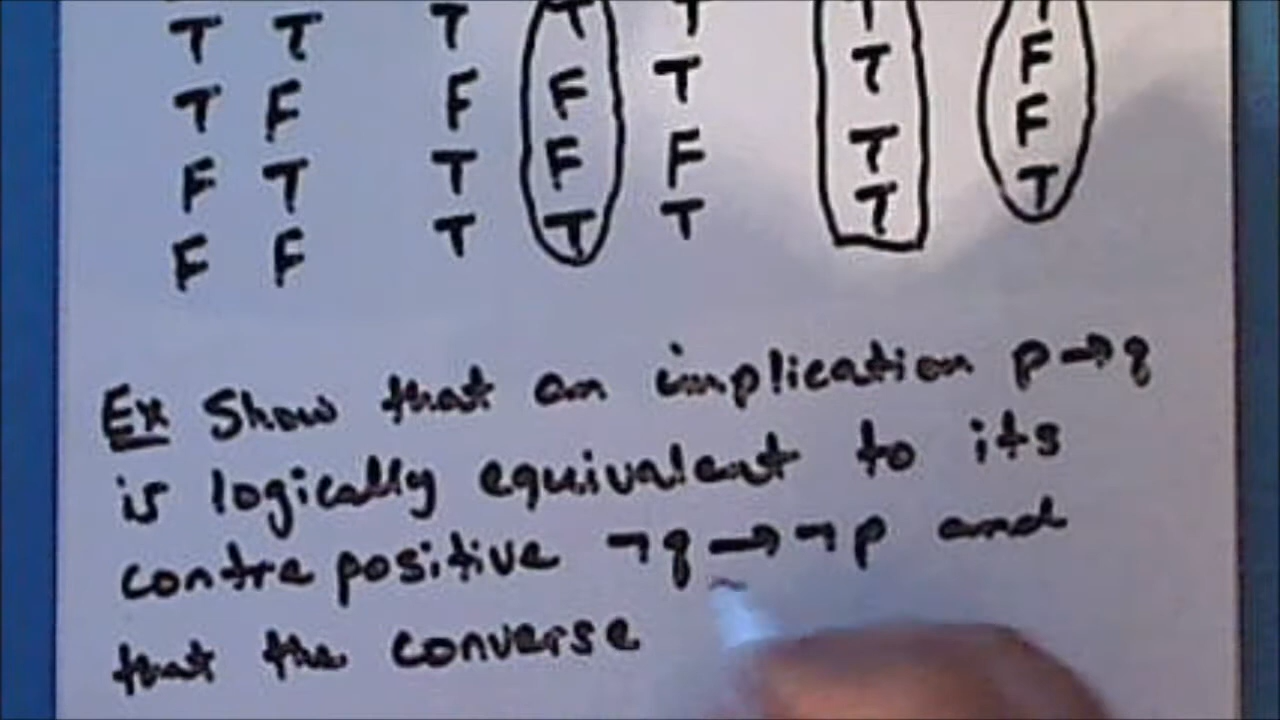 T T T T T T T
T F F F T T F
F T T F F T F
F F T T T T T
Ex Show that an implication p→q
is logically equivalent to its
contrapositive ¬q → ¬p and
that the converse